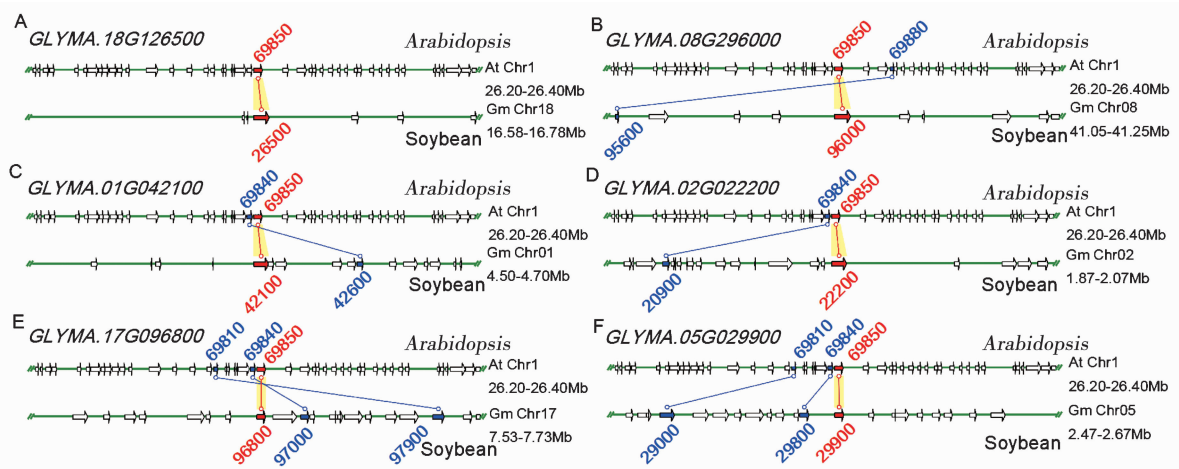 A
GLYMA.18G126500
69850
Arabidopsis
At Chr1
26.20-26.40Mb
Gm Chr18
16.58-16.78Mb
Soybean
26500
B
GLYMA.08G296000
69850
69880
Arabidopsis
At Chr1
26.20-26.40Mb
Gm Chr08
41.05-41.25Mb
Soybean
95600
96000
C
GLYMA.01G042100
69840
69850
Arabidopsis
At Chr1
26.20-26.40Mb
Gm Chr01
4.50-4.70Mb
Soybean
42100
42600
D
GLYMA.02G022200
69840
69850
Arabidopsis
At Chr1
26.20-26.40Mb
Gm Chr02
1.87-2.07Mb
Soybean
20900
22200
E
GLYMA.17G096800
69810
69840
69850
Arabidopsis
At Chr1
26.20-26.40Mb
Gm Chr17
7.53-7.73Mb
Soybean
96800
97000
97900
F
GLYMA.05G029900
69810
69840
69850
Arabidopsis
At Chr1
26.20-26.40Mb
Gm Chr05
2.47-2.67Mb
Soybean
29000
29800
29900